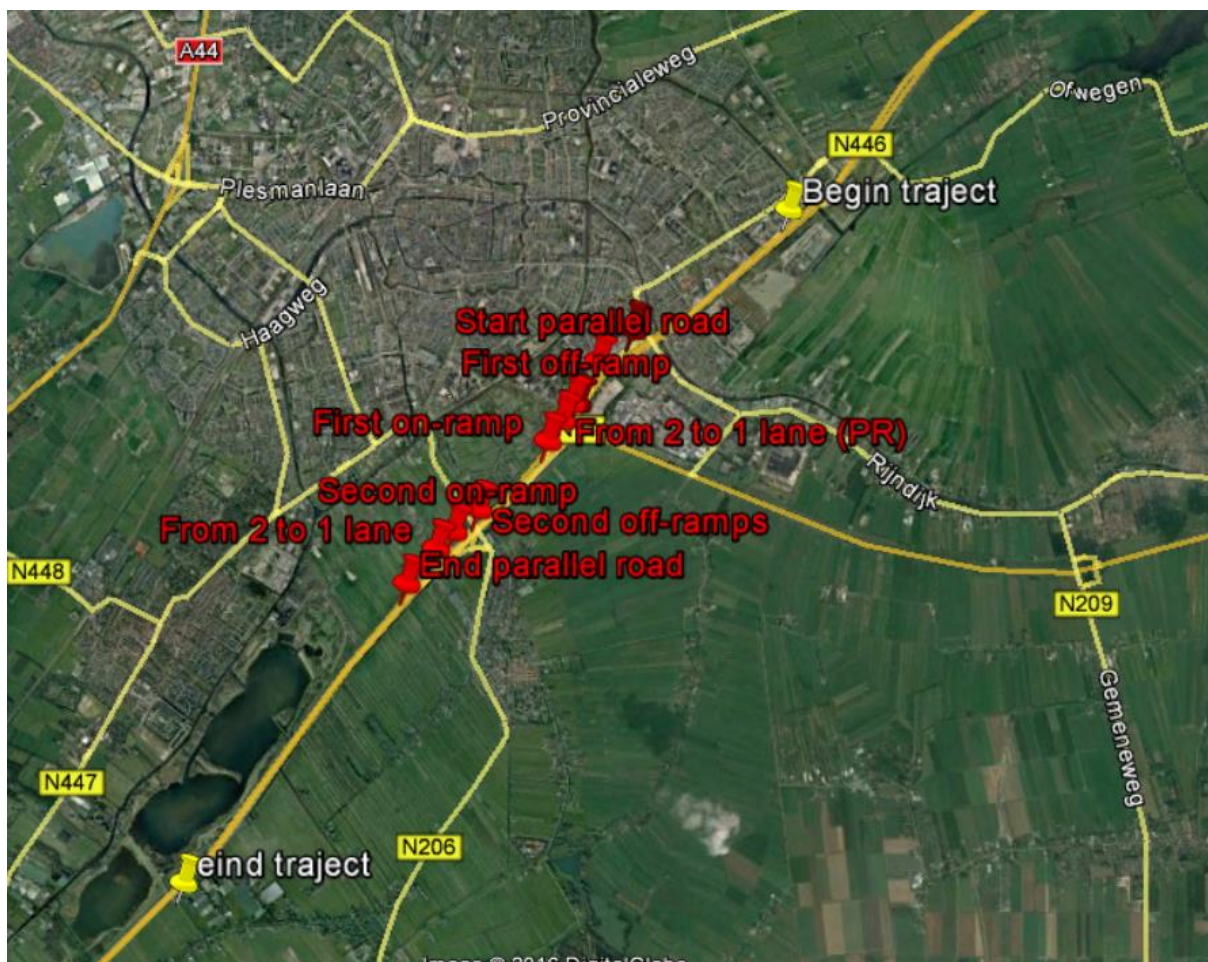 A44
Provincialeweg
Ofwegen
N446
Plesmanlaan
Begin traject
Haagweg
Start parallel road
First off-ramp
First on-ramp
From 2 to 1 lane (PR)
Rijndijk
Second on-ramp
From 2 to 1 lane
Second off-ramps
End parallel road
N448
N209
Gemeneweg
N447
N206
eind traject